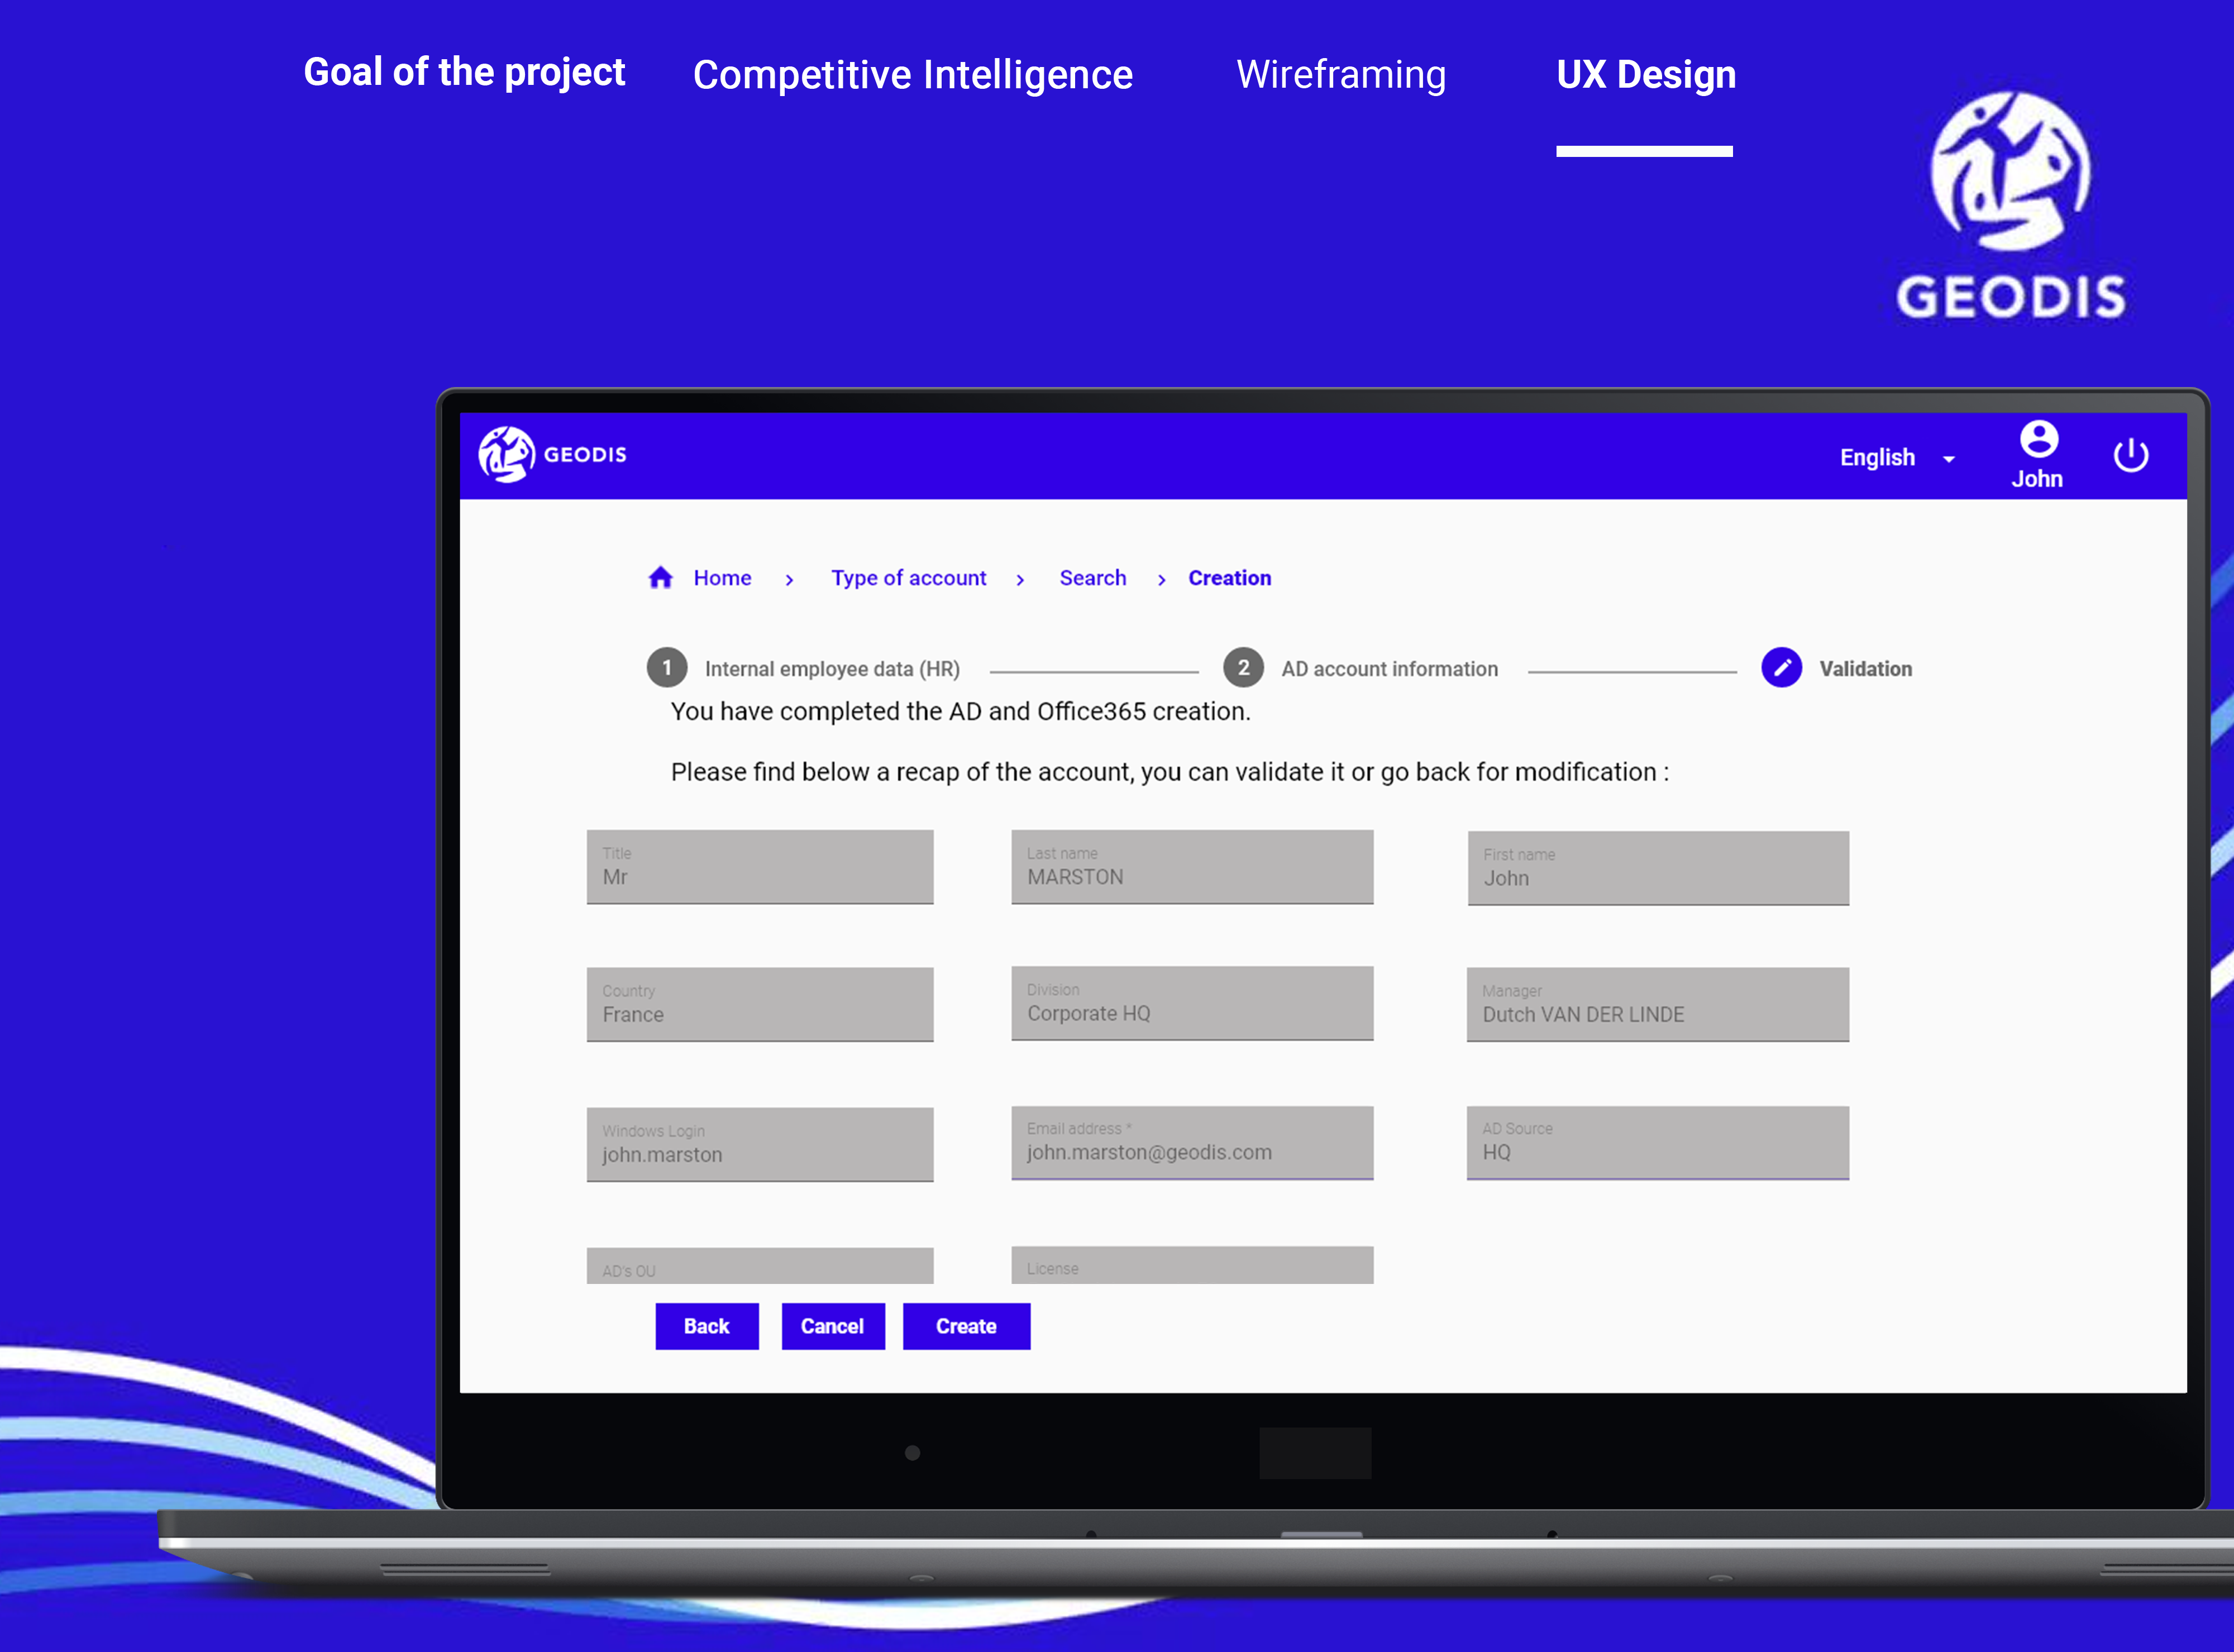 Goal of the project Competitive Intelligence Wireframing UX Design
GEODIS
GEODIS English John
Home > Type of account > Search > Creation
1 Internal employee data (HR) 2 AD account information Validation
You have completed the AD and Office365 creation.
Please find below a recap of the account, you can validate it or go back for modification :
Title Last name First name
Mr MARSTON John
Country Division Manager
France Corporate HQ Dutch VAN DER LINDE
Windows Login Email address * AD Source
john.marston john.marston@geodis.com HQ
AD's OU License
Back Cancel Create